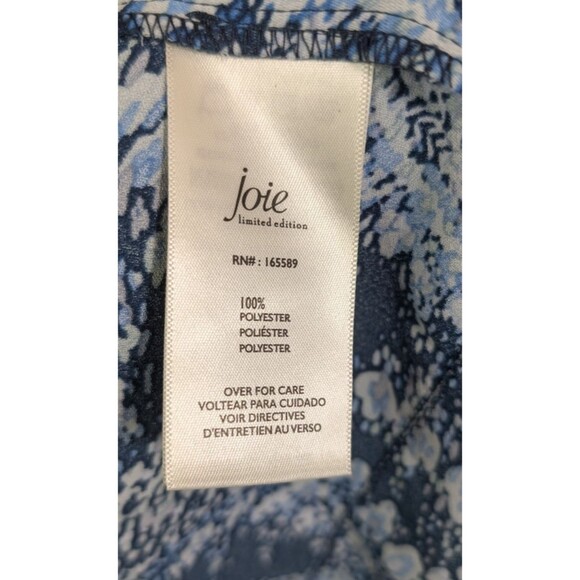 joie
limited edition
RN#: 165589
100%
POLYESTER
POLIÉSTER
POLYESTER
OVER FOR CARE
VOLTEAR PARA CUIDADO
VOIR DIRECTIVES
D'ENTRETIEN AU VERSO